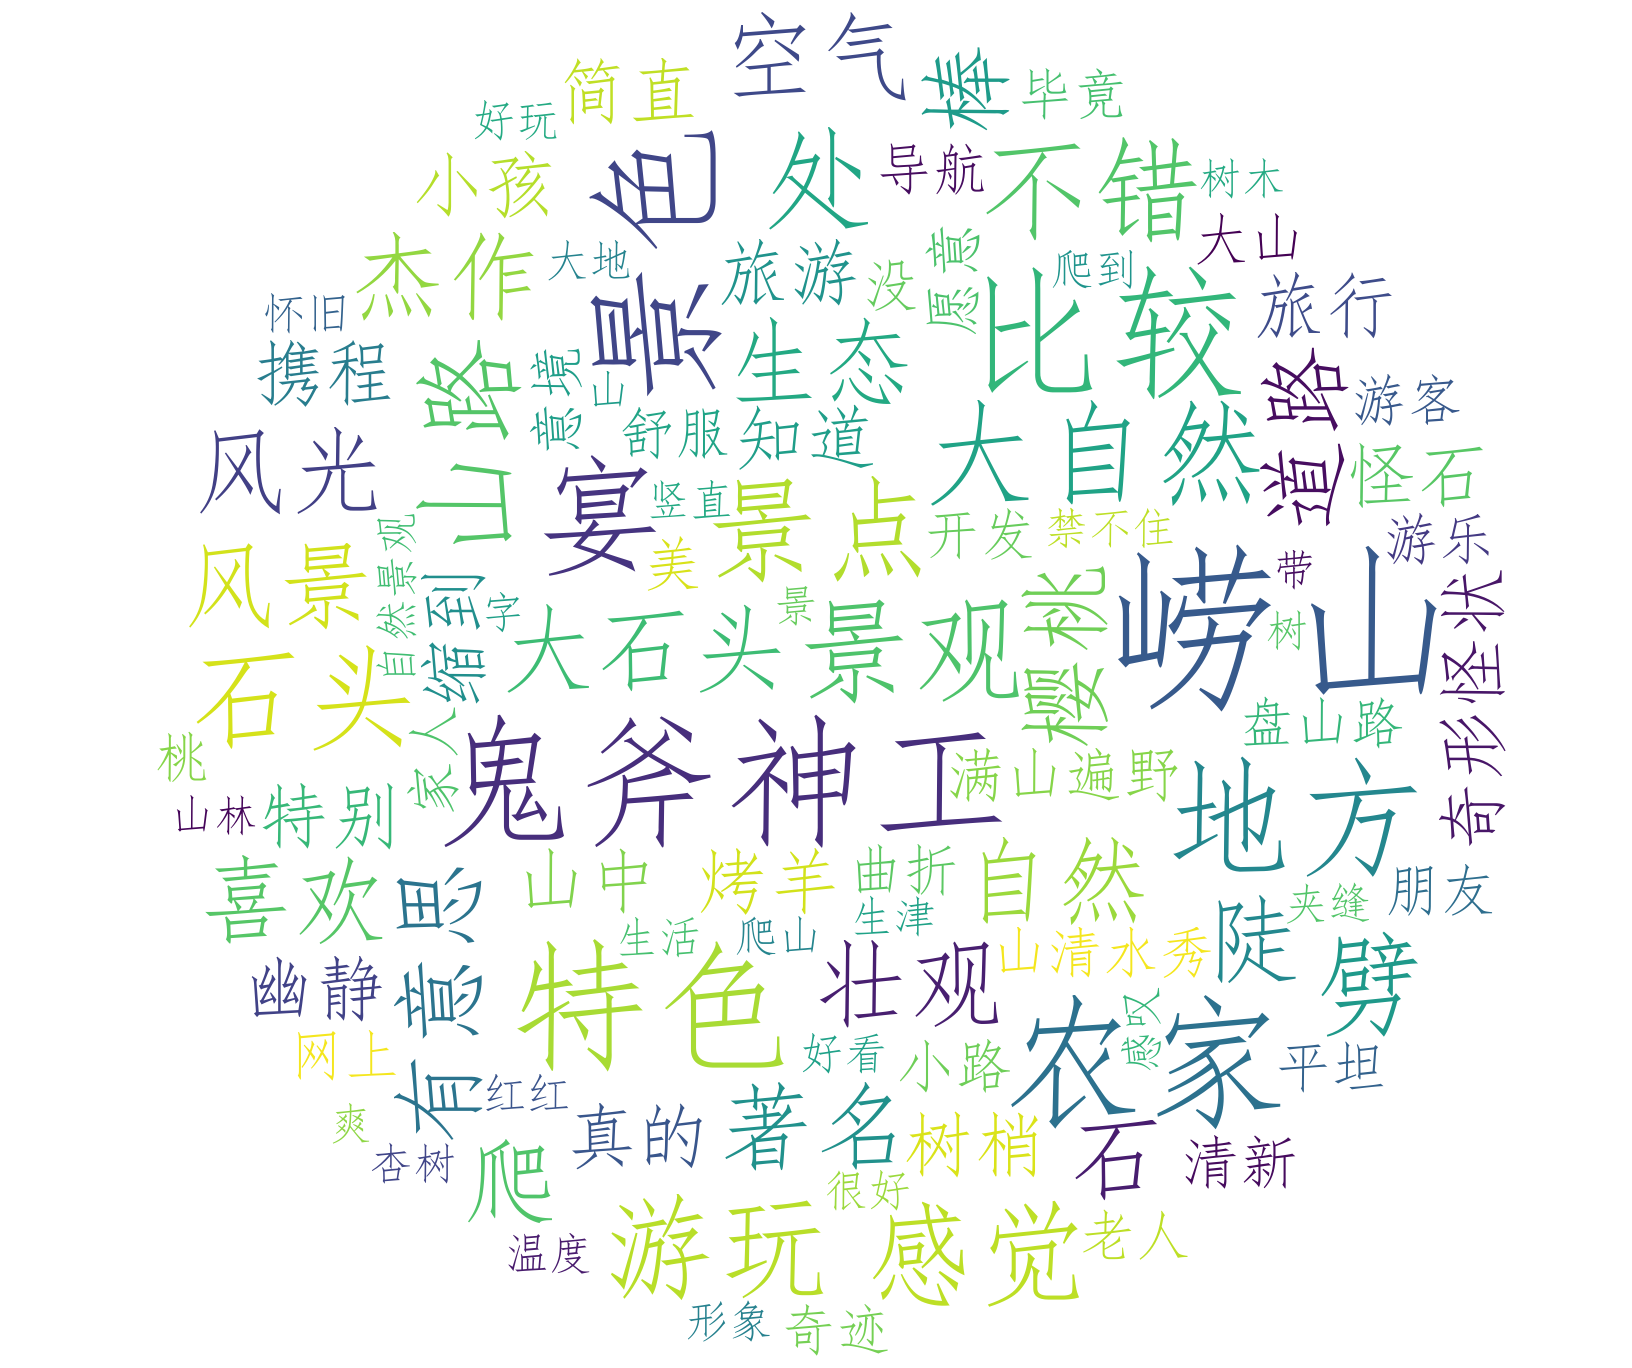 空气
棒
简直
毕竟
好玩
景色
处
导航
不错
小孩
树木
大山
杰作
大地
旅游
没
愿意
爬到
比较
旅行
怀旧
携程
山路
意境
山
生态
道路
游客
舒服
知道
大自然
风光
怪石
宴
竖直
景点
开发
禁不住
游乐
风景
自然景观
缩到
字
美
崂山
带
奇形怪状
石头
大石头
景
景观
樱桃
树
桃
家人
鬼斧神工
满山遍野
盘山路
山林
特别
地方
喜欢
有意思
山中
烤羊
曲折
自然
夹缝
朋友
生活
爬山
生津
陡
劈
幽静
特色
壮观
山清水秀
网上
好看
小路
农家
感叹
平坦
爽
红红
杏树
爬
真的
著名
树梢
石
清新
很好
温度
游玩
感觉
老人
形象
奇迹